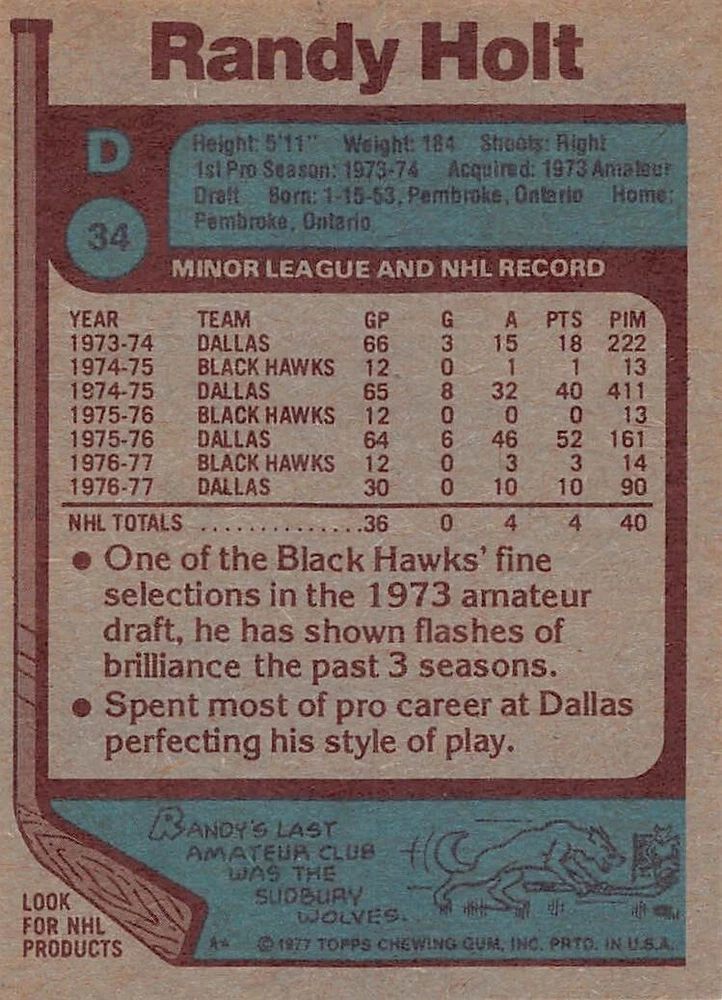 Randy Holt
D
Height: 5'11" Weight: 184 Shoots: Right
1st Pro Season: 1973-74 Acquired: 1973 Amateur
Draft Born: 1-15-53, Pembroke, Ontario Home:
Pembroke, Ontario
34
MINOR LEAGUE AND NHL RECORD
YEAR TEAM GP G A PTS PIM
1973-74 DALLAS 66 3 15 18 222
1974-75 BLACK HAWKS 12 0 1 1 13
1974-75 DALLAS 65 8 32 40 411
1975-76 BLACK HAWKS 12 0 0 0 13
1975-76 DALLAS 64 6 46 52 161
1976-77 BLACK HAWKS 12 0 3 3 14
1976-77 DALLAS 30 0 10 10 90
NHL TOTALS ..............36 0 4 4 40
● One of the Black Hawks' fine
selections in the 1973 amateur
draft, he has shown flashes of
brilliance the past 3 seasons.
● Spent most of pro career at Dallas
perfecting his style of play.
RANDY'S LAST
AMATEUR CLUB
WAS THE
SUDBURY
WOLVES.
LOOK
FOR NHL
PRODUCTS
A* © 1977 TOPPS CHEWING GUM, INC. PRTD. IN U.S.A.